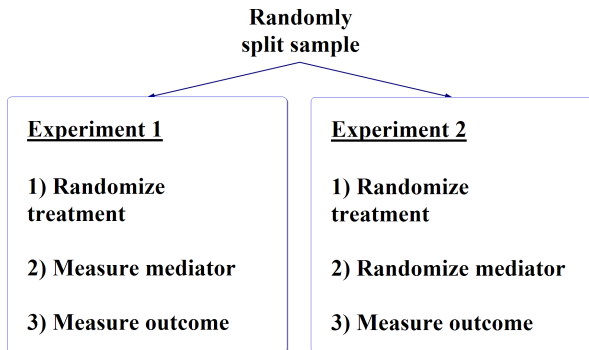 Randomly
split sample
Experiment 1
1) Randomize
treatment
2) Measure mediator
3) Measure outcome
Experiment 2
1) Randomize
treatment
2) Randomize mediator
3) Measure outcome